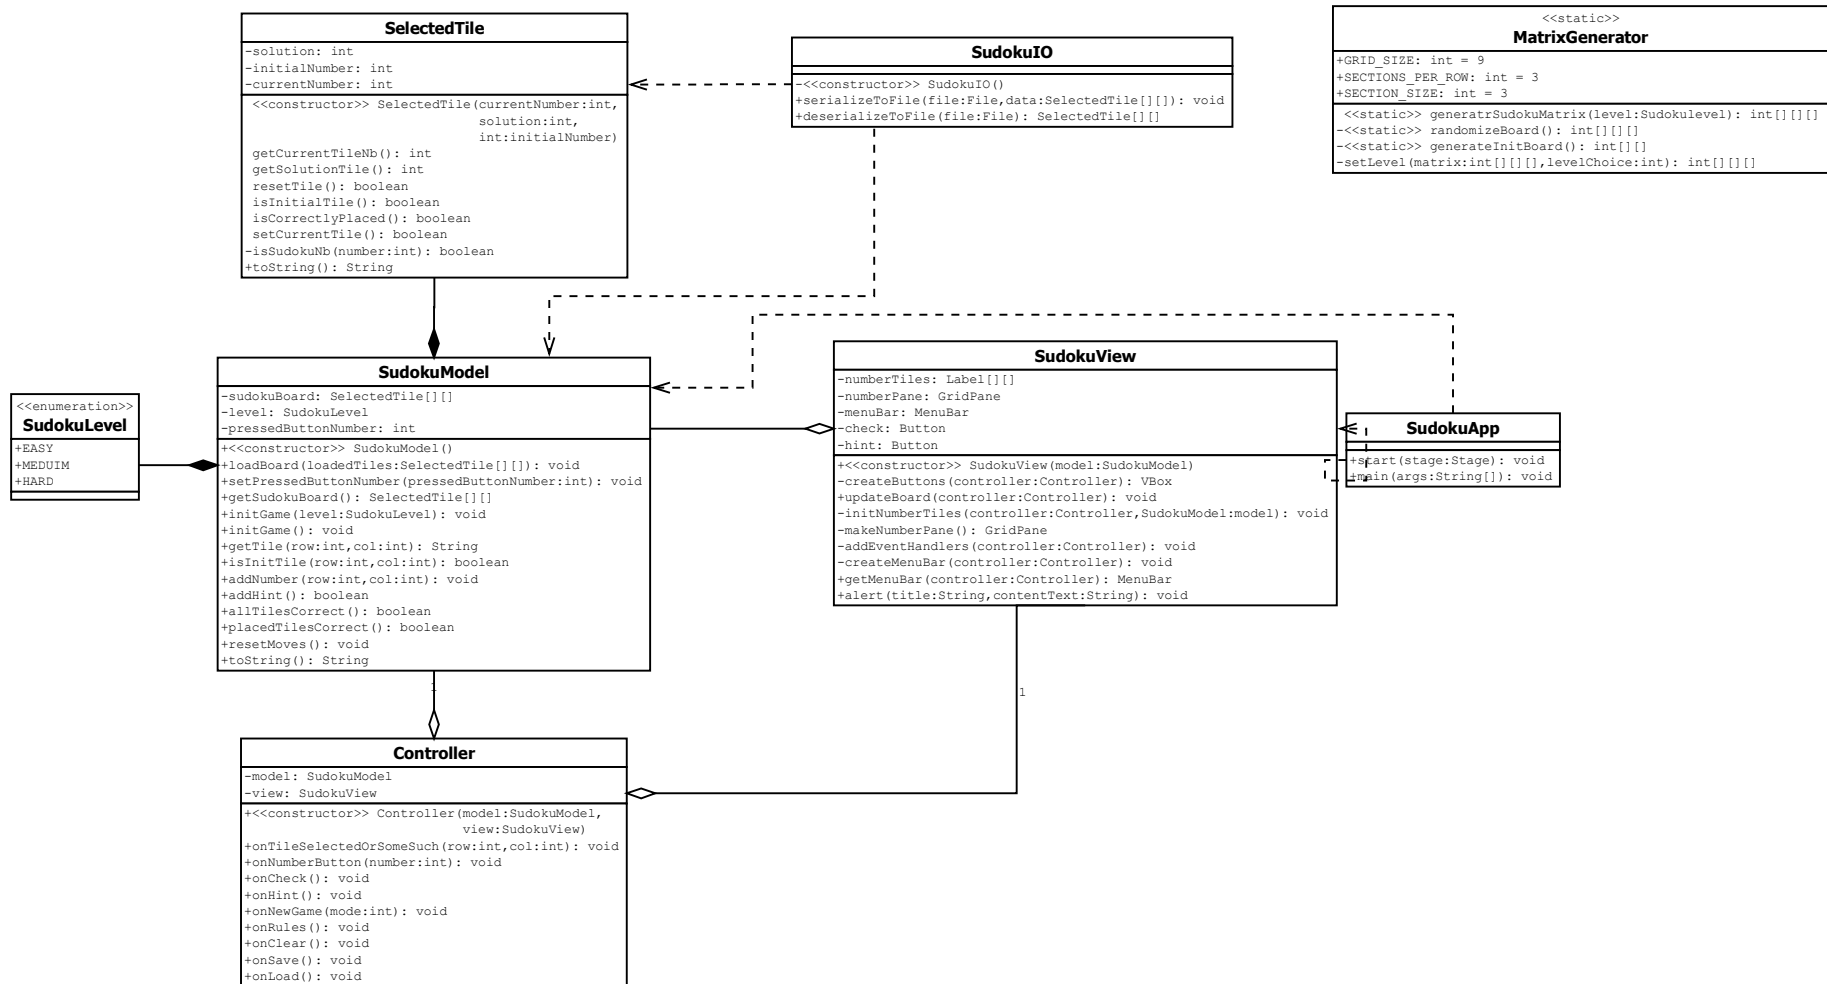 SelectedTile
-solution: int
-initialNumber: int
-currentNumber: int
<<constructor>> SelectedTile(currentNumber:int,
solution:int,
int:initialNumber)
getCurrentTileNb(): int
getSolutionTile(): int
resetTile(): boolean
isInitialTile(): boolean
isCorrectlyPlaced(): boolean
setCurrentTile(): boolean
-isSudokuNb(number:int): boolean
+toString(): String
SudokuIO
-<<constructor>> SudokuIO()
+serializeToFile(file:File,data:SelectedTile[][]): void
+deserializeToFile(file:File): SelectedTile[][]
<<static>>
MatrixGenerator
+GRID_SIZE: int = 9
+SECTIONS_PER_ROW: int = 3
+SECTION_SIZE: int = 3
<<static>> generatrSudokuMatrix(level:Sudokulevel): int[][][]
-<<static>> randomizeBoard(): int[][][]
-<<static>> generateInitBoard(): int[][]
-setLevel(matrix:int[][][],levelChoice:int): int[][][]
<<enumeration>>
SudokuLevel
+EASY
+MEDUIM
+HARD
SudokuModel
-sudokuBoard: SelectedTile[][]
-level: SudokuLevel
-pressedButtonNumber: int
+<<constructor>> SudokuModel()
+loadBoard(loadedTiles:SelectedTile[][]): void
+setPressedButtonNumber(pressedButtonNumber:int): void
+getSudokuBoard(): SelectedTile[][]
+initGame(level:SudokuLevel): void
+initGame(): void
+getTile(row:int,col:int): String
+isInitTile(row:int,col:int): boolean
+addNumber(row:int,col:int): void
+addHint(): boolean
+allTilesCorrect(): boolean
+placedTilesCorrect(): boolean
+resetMoves(): void
+toString(): String
SudokuView
-numberTiles: Label[][]
-numberPane: GridPane
-menuBar: MenuBar
-check: Button
-hint: Button
+<<constructor>> SudokuView(model:SudokuModel)
-createButtons(controller:Controller): VBox
+updateBoard(controller:Controller): void
-initNumberTiles(controller:Controller,SudokuModel:model): void
-makeNumberPane(): GridPane
-addEventHandlers(controller:Controller): void
-createMenuBar(controller:Controller): void
+getMenuBar(controller:Controller): MenuBar
+alert(title:String,contentText:String): void
SudokuApp
+start(stage:Stage): void
+main(args:String[]): void
1
1
Controller
-model: SudokuModel
-view: SudokuView
+<<constructor>> Controller(model:SudokuModel,
view:SudokuView)
+onTileSelectedOrSomeSuch(row:int,col:int): void
+onNumberButton(number:int): void
+onCheck(): void
+onHint(): void
+onNewGame(mode:int): void
+onRules(): void
+onClear(): void
+onSave(): void
+onLoad(): void